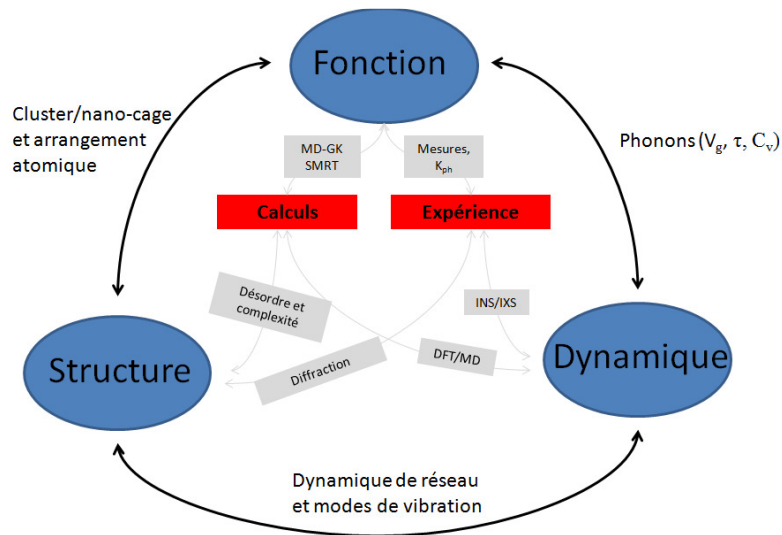 Fonction
Cluster/nano-cage
et arrangement
atomique
Phonons (Vg, τ, Cv)
MD-GK
SMRT
Mesures,
Kph
Calculs
Expérience
Désordre et
complexité
INS/IXS
Structure
Dynamique
DFT/MD
Diffraction
Dynamique de réseau
et modes de vibration